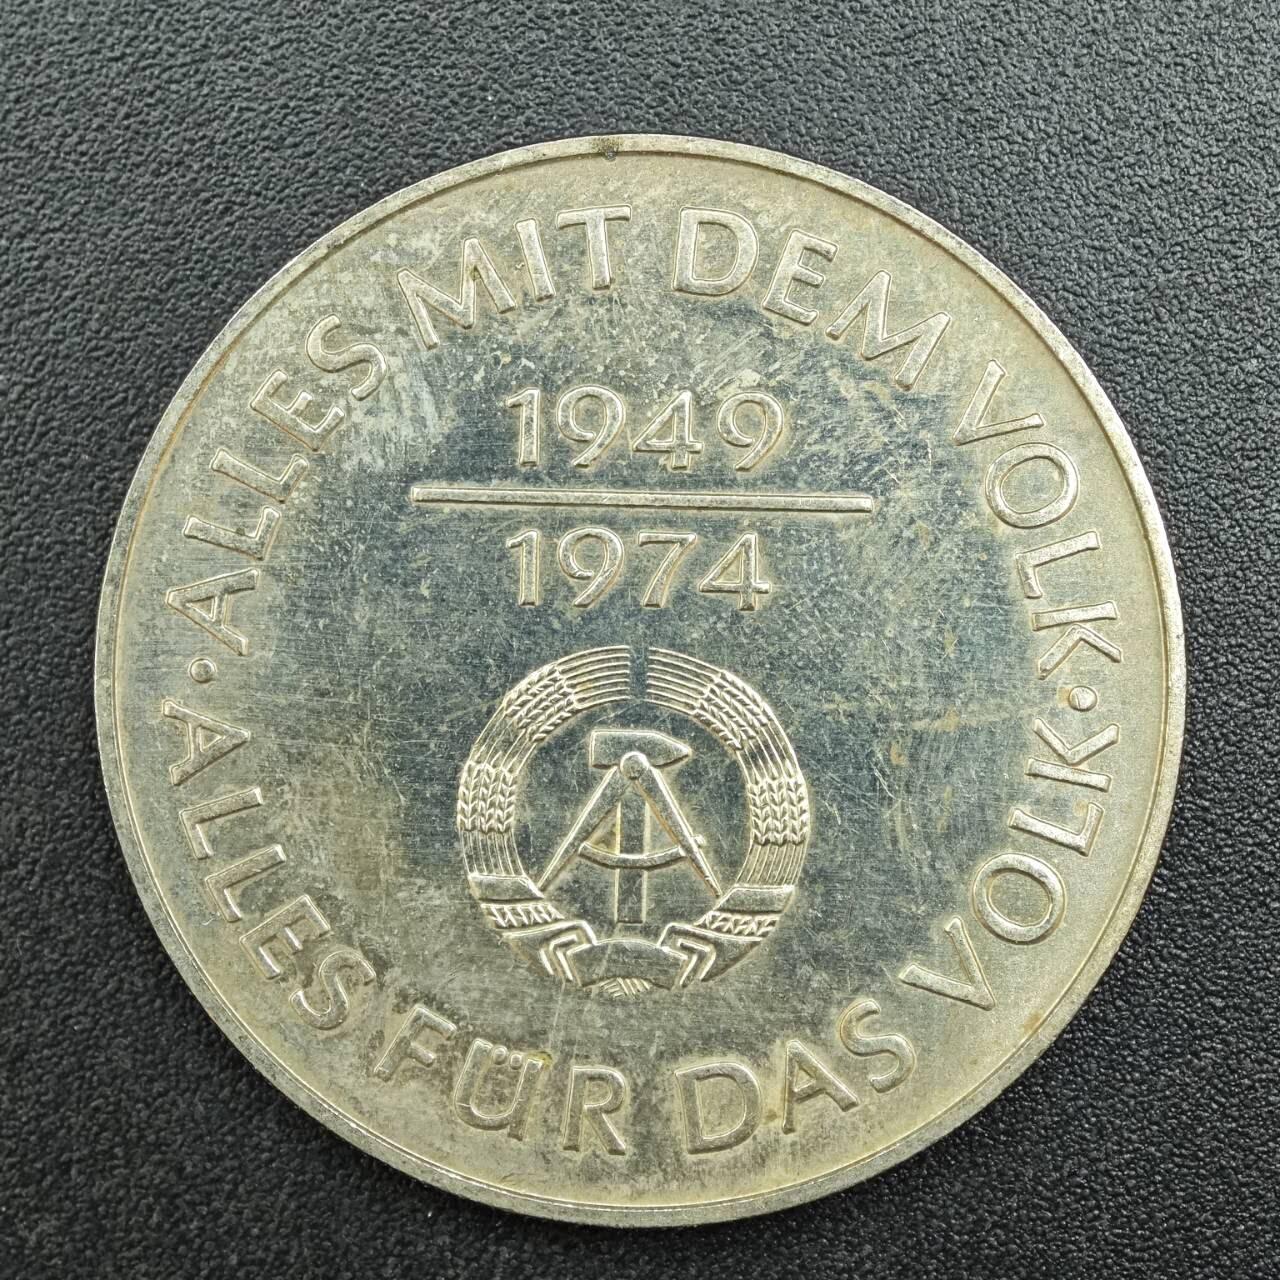 ALLES MIT DEM VOLK
1949
1974
ALLES FÜR DAS VOLK